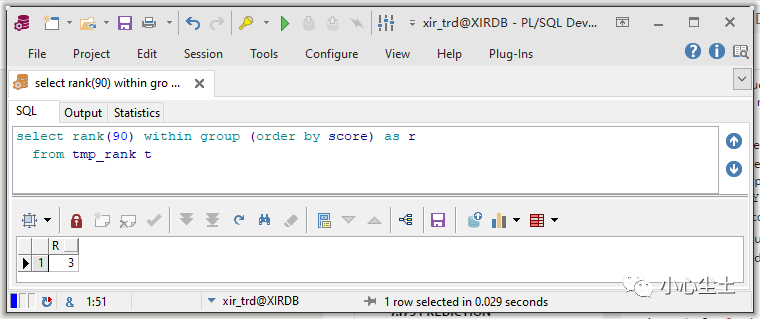 xir_trd@XIRDB - PL/SQL Dev...
File Project Edit Session Tools Favorites Help Plug-Ins
select rank(90) within gro ...
SQL Output Statistics
select rank(90) within group (order by score) as r
from tmp_rank t
R
1 3
小心生土
& 1:51 xir_trd@XIRDB 1 row selected in 0.029 seconds